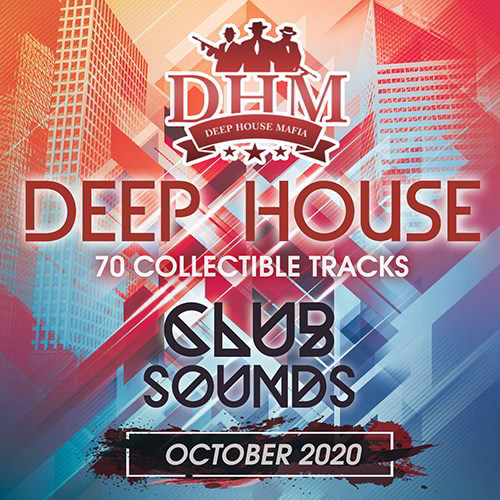 DHM
DEEP HOUSE MAFIA
DEEP HOUSE
70 COLLECTIBLE TRACKS
CLUB
SOUNDS
OCTOBER 2020